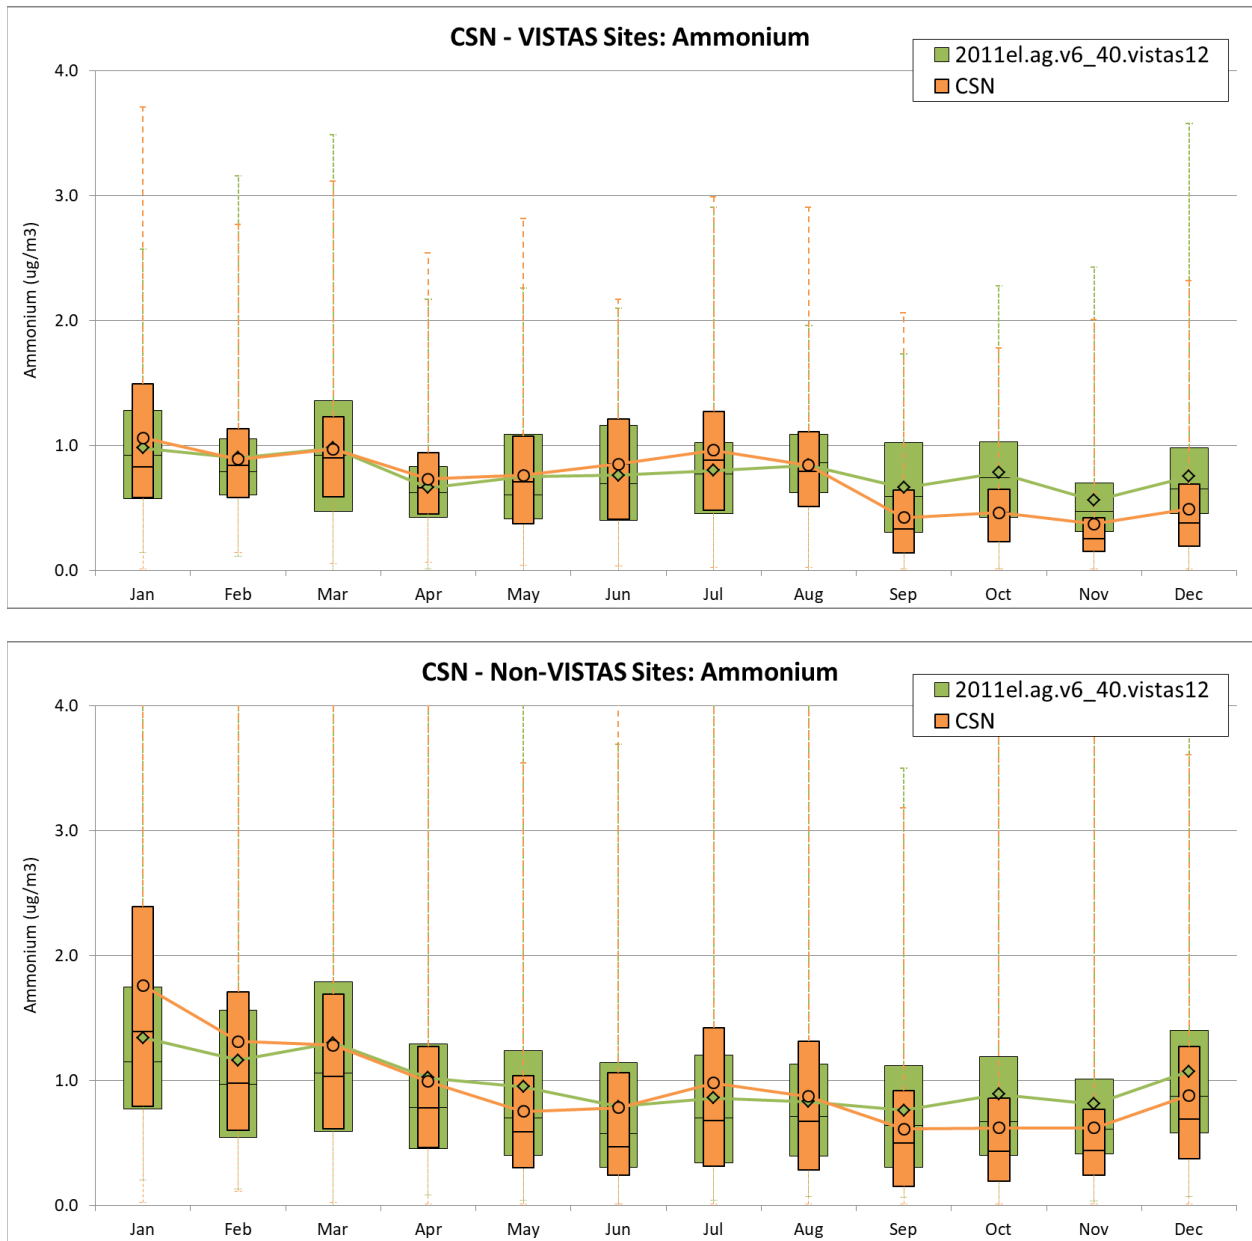 CSN - VISTAS Sites: Ammonium
2011el.ag.v6_40.vistas12
CSN
Ammonium (ug/m3)
4.0
3.0
2.0
1.0
0.0
Jan Feb Mar Apr May Jun Jul Aug Sep Oct Nov Dec
CSN - Non-VISTAS Sites: Ammonium
2011el.ag.v6_40.vistas12
CSN
Ammonium (ug/m3)
4.0
3.0
2.0
1.0
0.0
Jan Feb Mar Apr May Jun Jul Aug Sep Oct Nov Dec